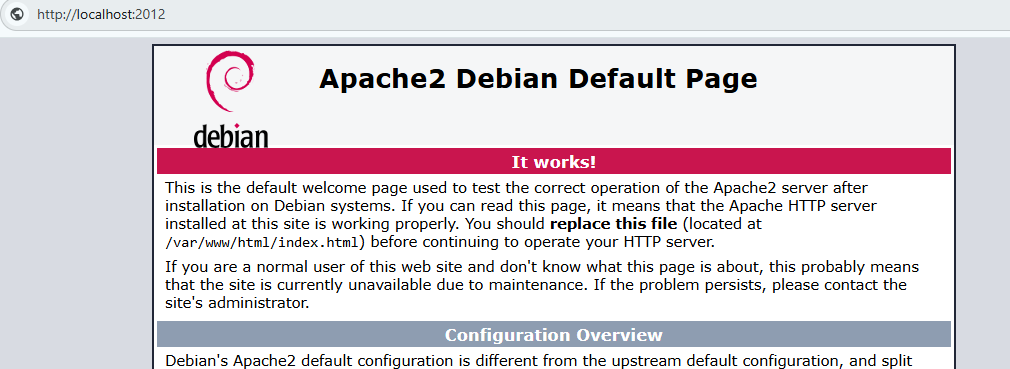 http://localhost:2012
Apache2 Debian Default Page
debian
It works!
This is the default welcome page used to test the correct operation of the Apache2 server after
installation on Debian systems. If you can read this page, it means that the Apache HTTP server
installed at this site is working properly. You should replace this file (located at
/var/www/html/index.html) before continuing to operate your HTTP server.
If you are a normal user of this web site and don't know what this page is about, this probably means
that the site is currently unavailable due to maintenance. If the problem persists, please contact the
site's administrator.
Configuration Overview
Debian's Apache2 default configuration is different from the upstream default configuration, and split